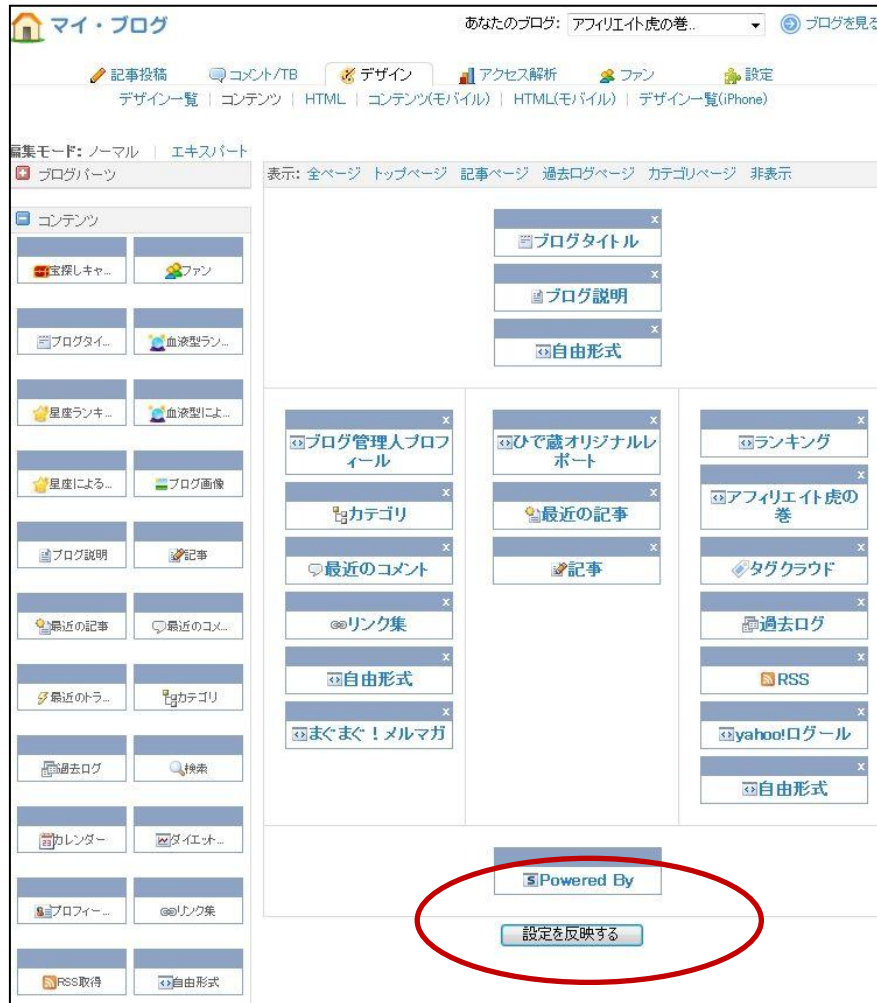 マイ・ブログ
あなたのブログ: アフィリエイト虎の巻..
ブログを見る
記事投稿 コメント/TB デザイン アクセス解析 ファン 設定
デザイン一覧 | コンテンツ | HTML | コンテンツ(モバイル) | HTML(モバイル) | デザイン一覧(iPhone)
編集モード: ノーマル | エキスパート
ブログパーツ
コンテンツ
宝探しキャ... ファン
ブログタイ... 血液型ラン...
星座ランキ... 血液型によ...
星座による... ブログ画像
ブログ説明 記事
最近の記事 最近のコメ...
最近のトラ... カテゴリ
過去ログ 検索
カレンダー ダイエット...
プロフィー... リンク集
RSS取得 自由形式
表示: 全ページ トップページ 記事ページ 過去ログページ カテゴリページ 非表示
x
ブログタイトル
x
ブログ説明
x
自由形式
x
ブログ管理人プロフ
ィール
x
カテゴリ
x
最近のコメント
x
リンク集
x
自由形式
x
まぐまぐ!メルマガ
x
ひで蔵オリジナルレ
ポート
x
最近の記事
x
記事
x
ランキング
x
アフィリエイト虎の
巻
x
タグクラウド
x
過去ログ
x
RSS
x
yahoo!ログール
x
自由形式
Powered By
設定を反映する